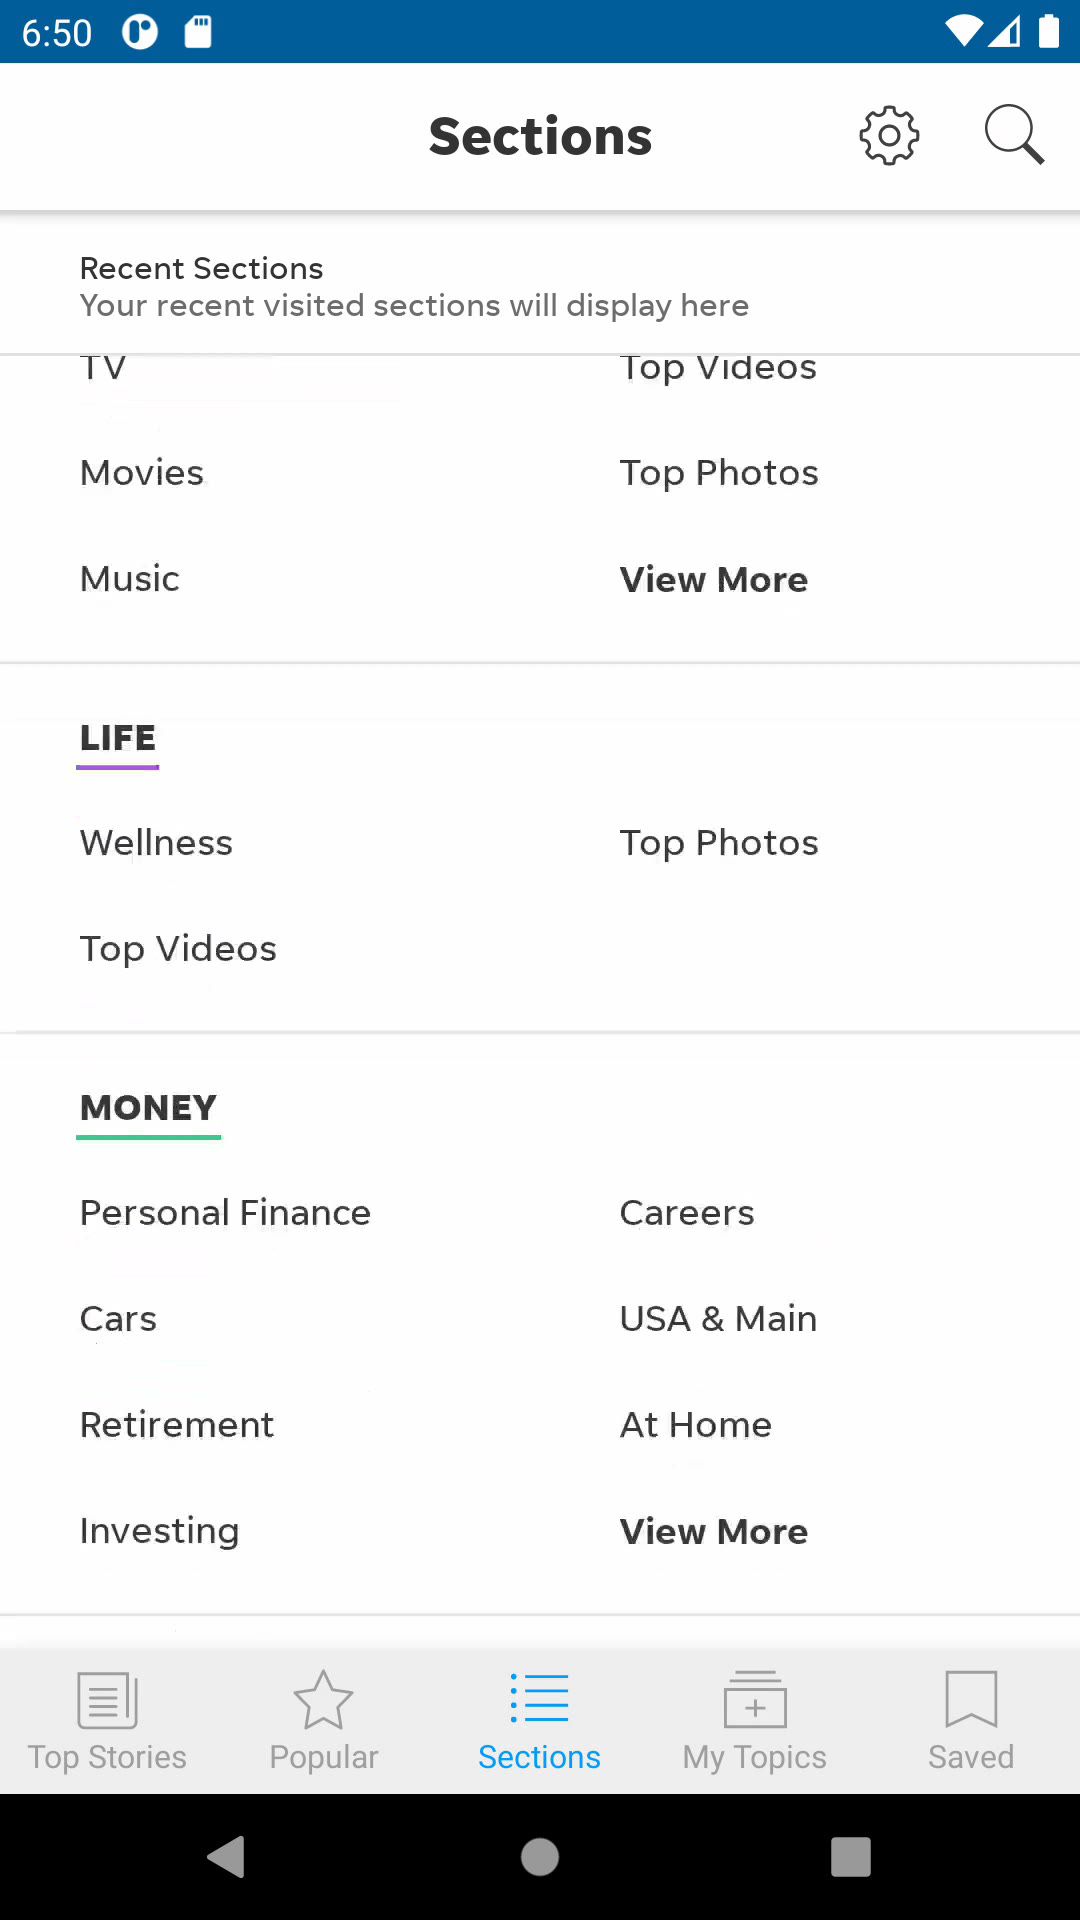 6:50
Sections
Recent Sections
Your recent visited sections will display here
TV
Top Videos
Movies
Top Photos
Music
View More
LIFE
Wellness
Top Photos
Top Videos
MONEY
Personal Finance
Careers
Cars
USA & Main
Retirement
At Home
Investing
View More
Top Stories
Popular
Sections
My Topics
Saved